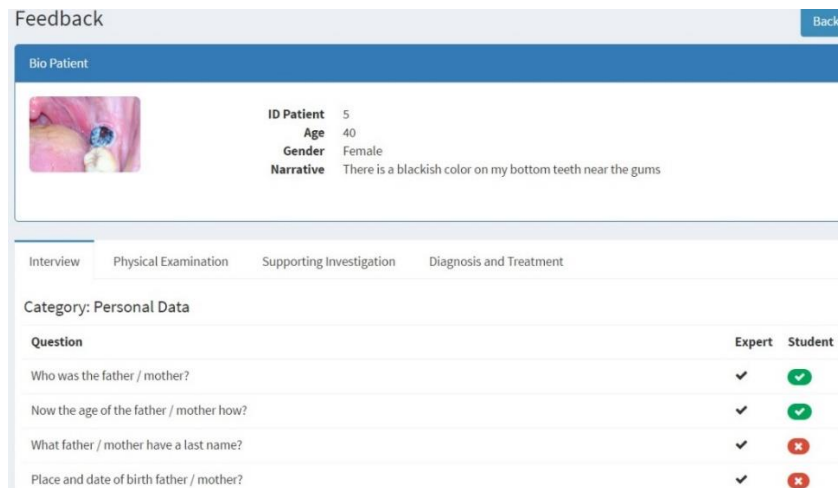 Feedback
Back
Bio Patient
ID Patient 5
Age 40
Gender Female
Narrative There is a blackish color on my bottom teeth near the gums
Interview Physical Examination Supporting Investigation Diagnosis and Treatment
Category: Personal Data
Question Expert Student
Who was the father / mother?
Now the age of the father / mother how?
What father / mother have a last name?
Place and date of birth father / mother?